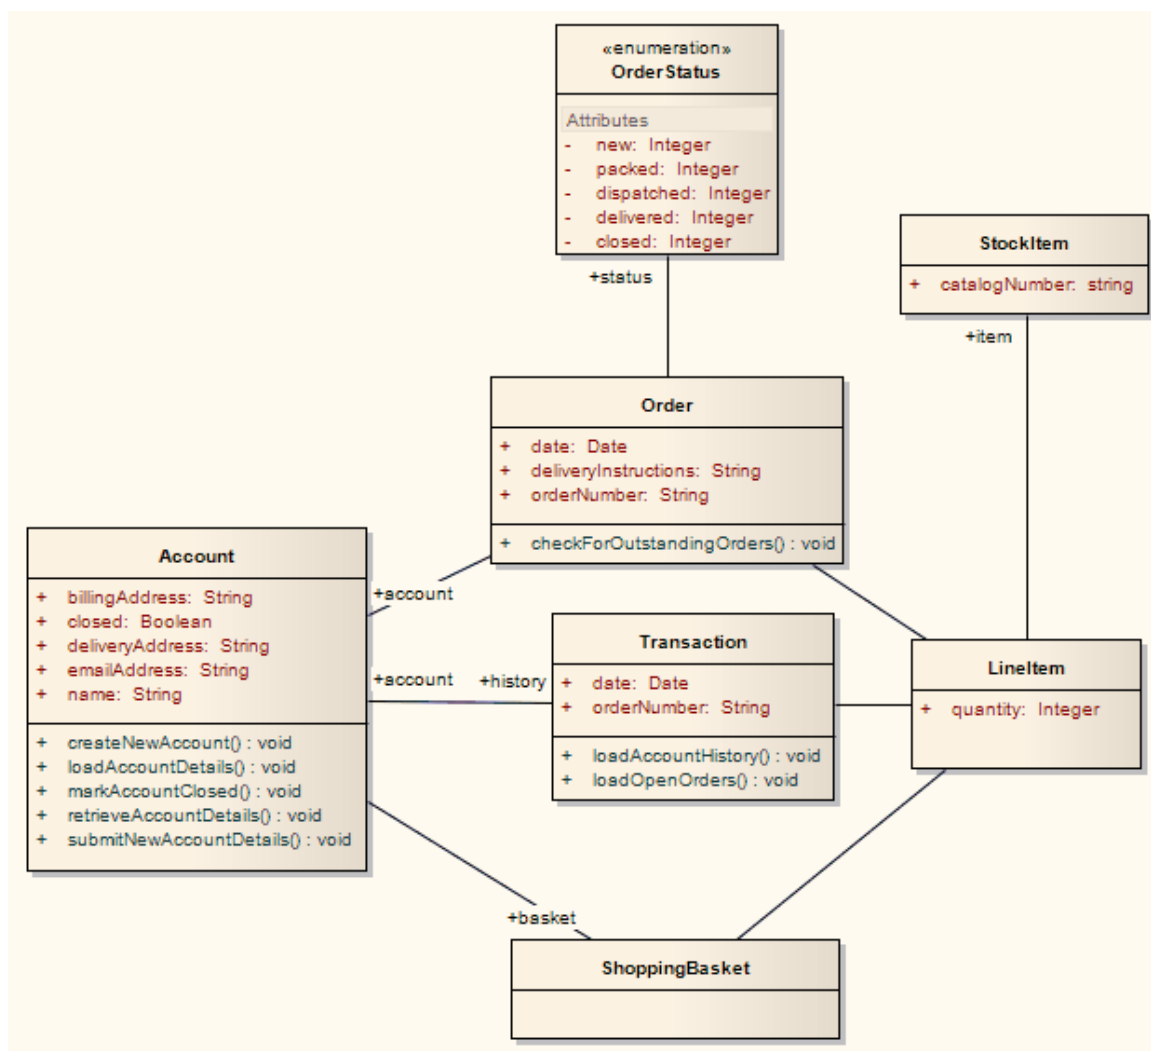 «enumeration»
OrderStatus
Attributes
- new: Integer
- packed: Integer
- dispatched: Integer
- delivered: Integer
- closed: Integer
+status
StockItem
+ catalogNumber: string
+item
Order
+ date: Date
+ deliveryInstructions: String
+ orderNumber: String
+ checkForOutstandingOrders() : void
Account
+ billingAddress: String
+ closed: Boolean
+ deliveryAddress: String
+ emailAddress: String
+ name: String
+ createNewAccount() : void
+ loadAccountDetails() : void
+ markAccountClosed() : void
+ retrieveAccountDetails() : void
+ submitNewAccountDetails() : void
+account
+account
+history
Transaction
+ date: Date
+ orderNumber: String
+ loadAccountHistory() : void
+ loadOpenOrders() : void
LineItem
+ quantity: Integer
+basket
ShoppingBasket